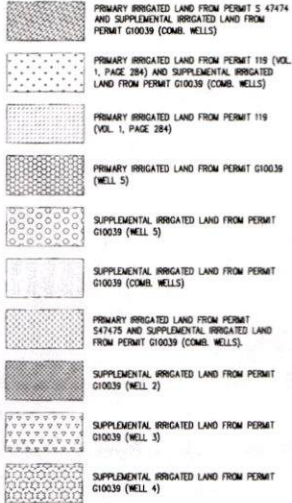 PRIMARY IRRIGATED LAND FROM PERMIT S 47474
AND SUPPLEMENTAL IRRIGATED LAND FROM
PERMIT G10039 (COMB. WELLS)
PRIMARY IRRIGATED LAND FROM PERMIT 119 (VOL.
1, PAGE 284) AND SUPPLEMENTAL IRRIGATED
LAND FROM PERMIT G10039 (COMB. WELLS)
PRIMARY IRRIGATED LAND FROM PERMIT 119
(VOL. 1, PAGE 284)
PRIMARY IRRIGATED LAND FROM PERMIT G10039
(WELL 5)
SUPPLEMENTAL IRRIGATED LAND FROM PERMIT
G10039 (WELL 5)
SUPPLEMENTAL IRRIGATED LAND FROM PERMIT
G10039 (COMB. WELLS)
PRIMARY IRRIGATED LAND FROM PERMIT
S47475 AND SUPPLEMENTAL IRRIGATED LAND
FROM PERMIT G10039 (COMB. WELLS).
SUPPLEMENTAL IRRIGATED LAND FROM PERMIT
G10039 (WELL 2)
SUPPLEMENTAL IRRIGATED LAND FROM PERMIT
G10039 (WELL 3)
SUPPLEMENTAL IRRIGATED LAND FROM PERMIT
G10039 (WELL 4)